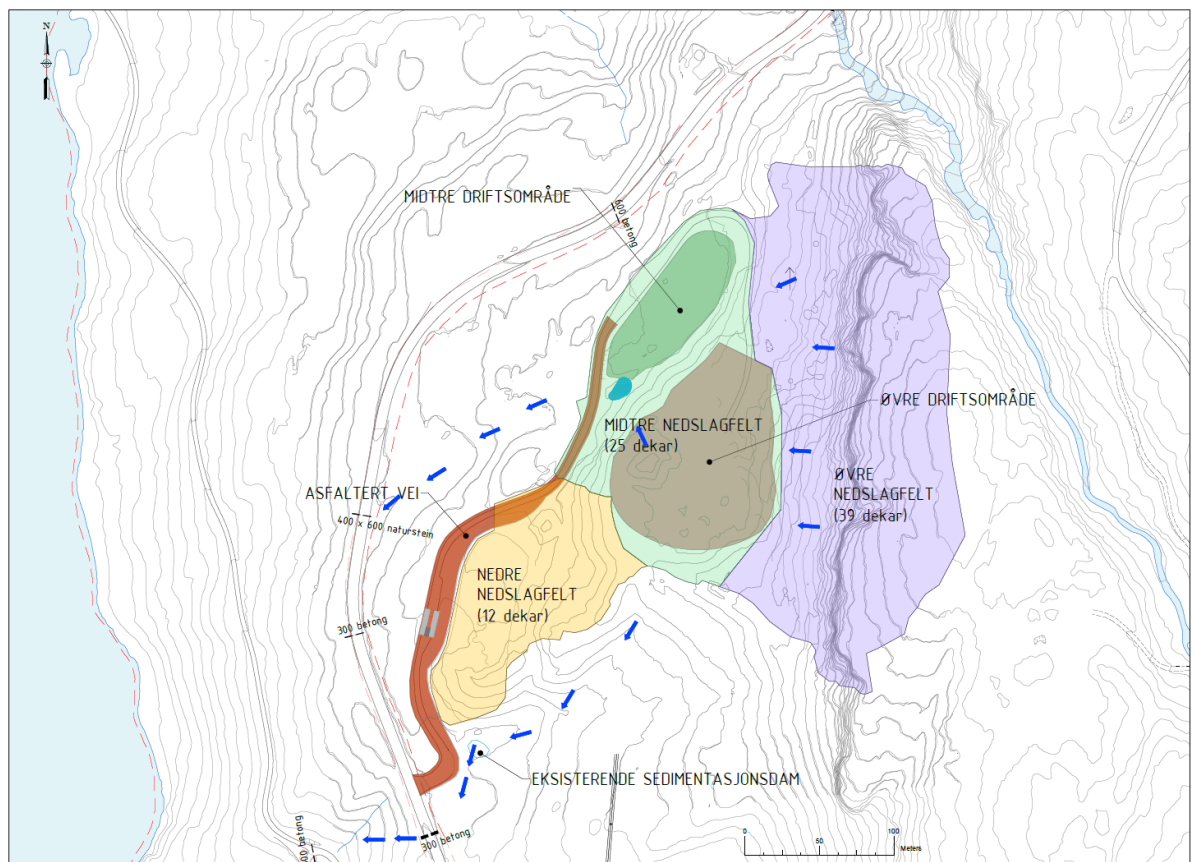 N
MIDTRE DRIFTSOMRÅDE
600 betong
ØVRE DRIFTSOMRÅDE
MIDTRE NEDSLAGFELT
(25 dekar)
ØVRE
NEDSLAGFELT
(39 dekar)
ASFALTERT VEI
400 x 600 naturstein
NEDRE
NEDSLAGFELT
(12 dekar)
300 betong
EKSISTERENDE SEDIMENTASJONSDAM
300 betong
betong
0
50
100
Meters